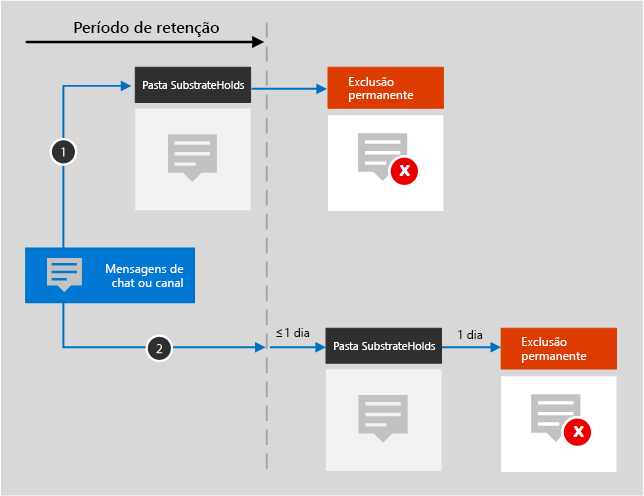 Período de retenção
Pasta SubstrateHolds
Exclusão
permanente
X
1
Mensagens de
chat ou canal
2
≤1 dia
Pasta SubstrateHolds
1 dia
Exclusão
permanente
X